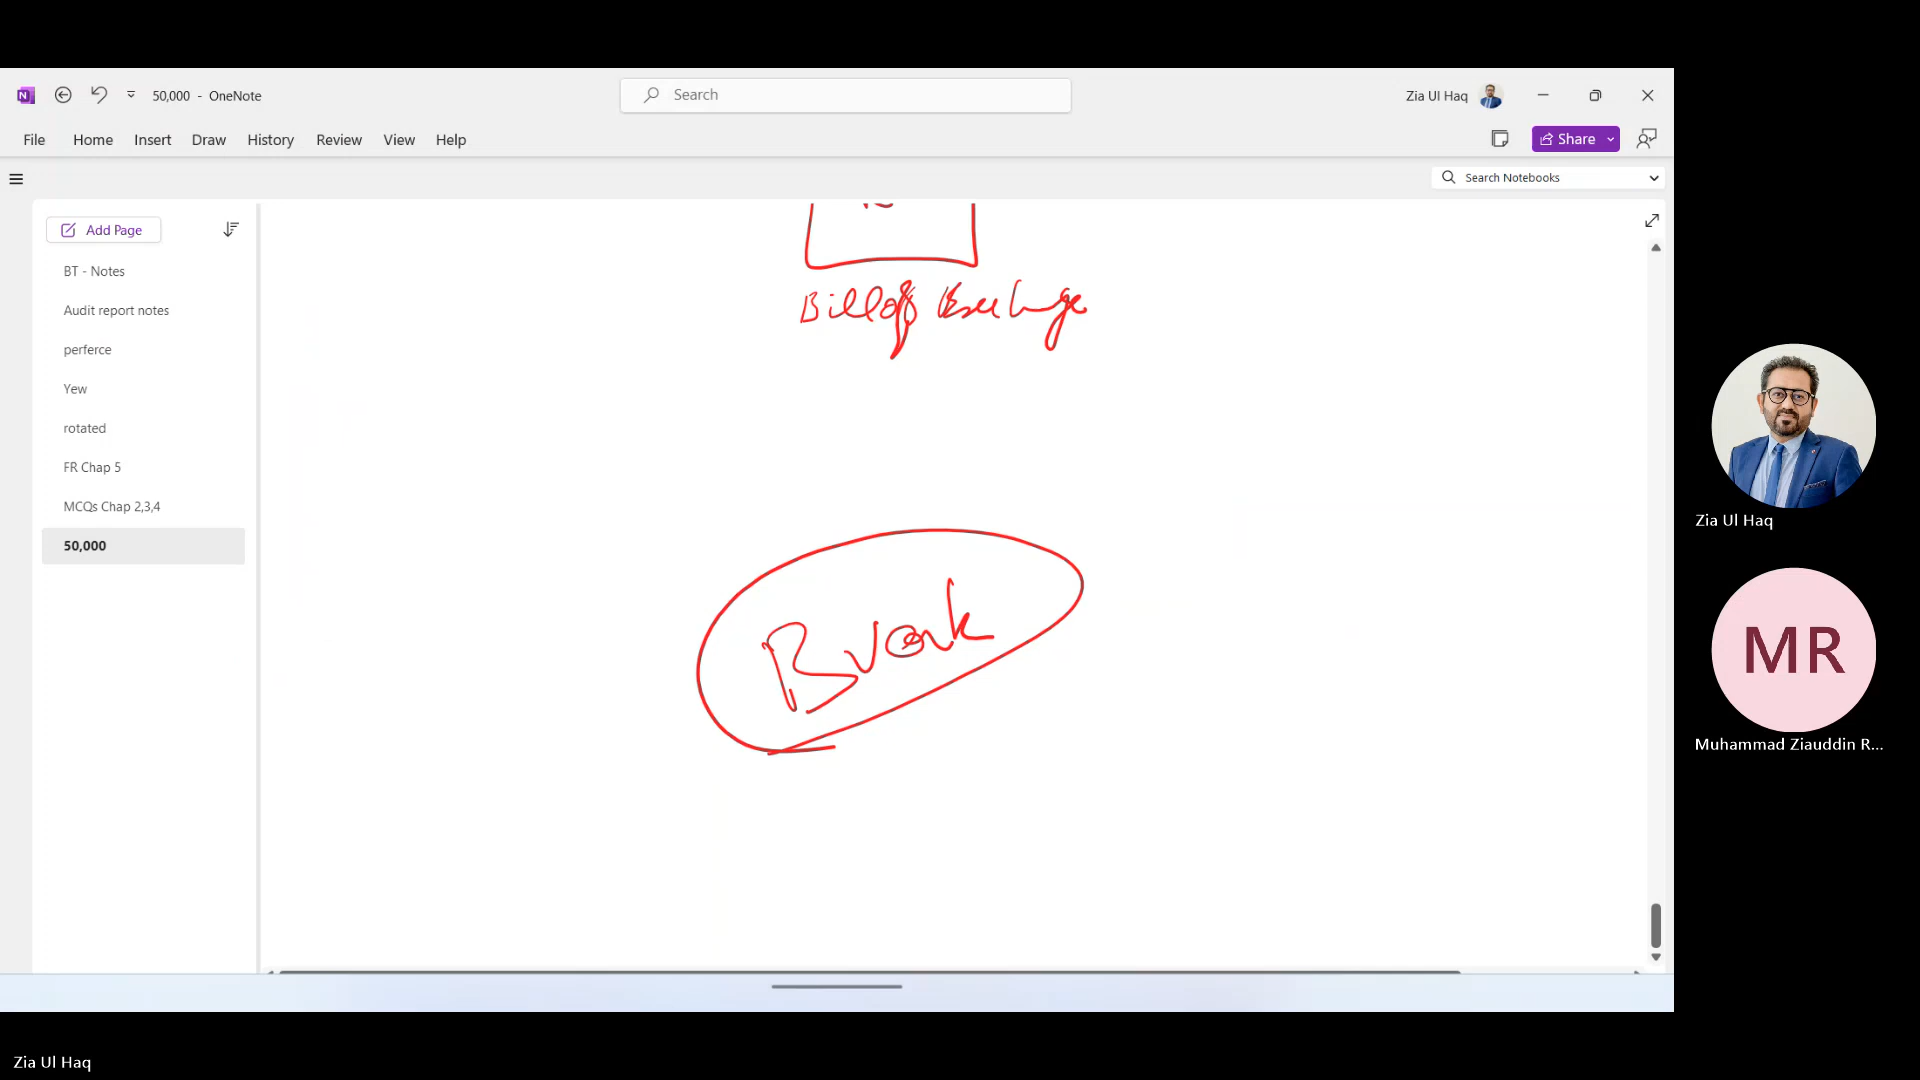 50,000 - OneNote
Search
Zia Ul Haq
File Home Insert Draw History Review View Help
Share
Search Notebooks
Add Page
BT - Notes
Audit report notes
perferce
Yew
rotated
FR Chap 5
MCQs Chap 2,3,4
50,000
Bill of Exchange
Break
Zia Ul Haq
MR
Muhammad Ziauddin R...
Zia Ul Haq